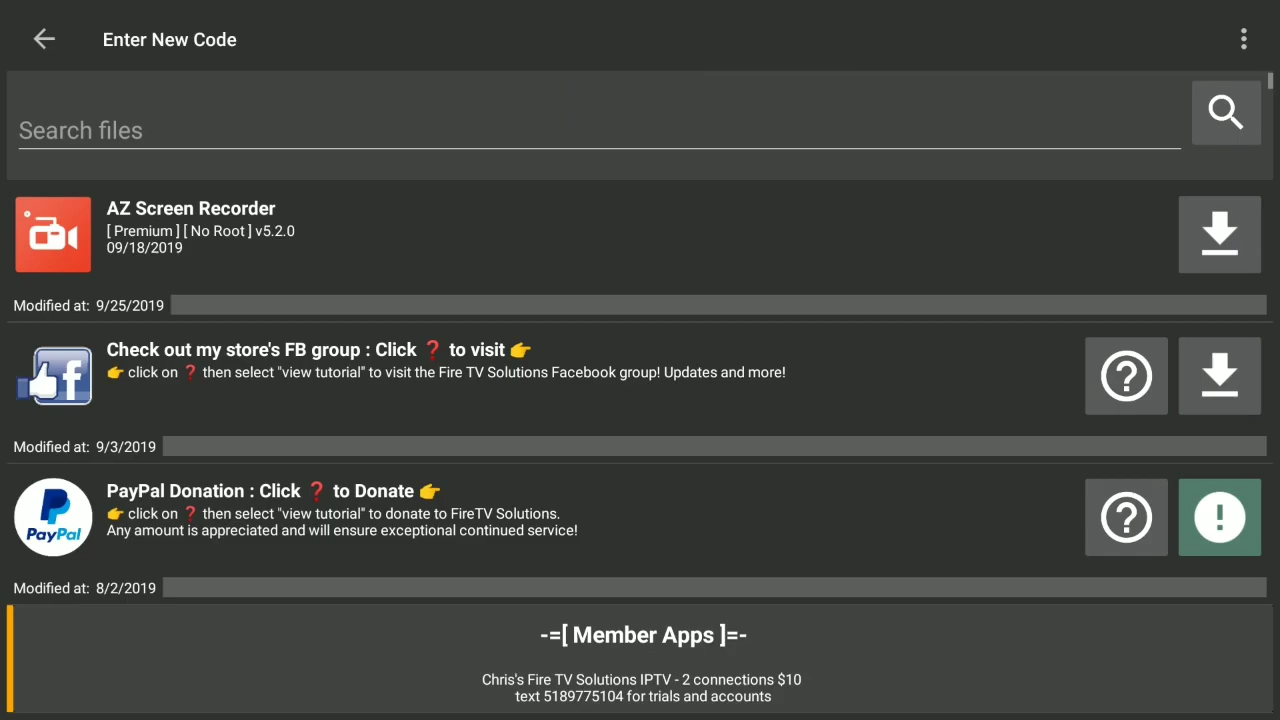 Enter New Code
Search files
AZ Screen Recorder
[ Premium ] [ No Root ] v5.2.0
09/18/2019
Modified at: 9/25/2019
Check out my store's FB group : Click ❓ to visit 👉
👉 click on ❓ then select "view tutorial" to visit the Fire TV Solutions Facebook group! Updates and more!
Modified at: 9/3/2019
PayPal Donation : Click ❓ to Donate 👉
👉 click on ❓ then select "view tutorial" to donate to FireTV Solutions.
Any amount is appreciated and will ensure exceptional continued service!
PayPal
Modified at: 8/2/2019
-=[ Member Apps ]=-
Chris's Fire TV Solutions IPTV - 2 connections $10
text 5189775104 for trials and accounts